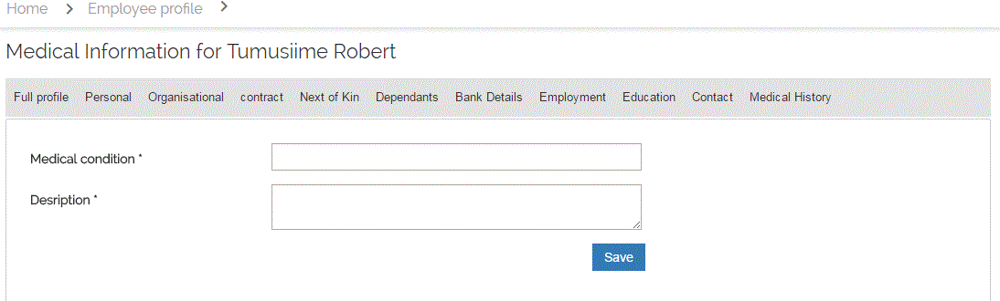 Home > Employee profile >
Medical Information for Tumusiime Robert
Full profile Personal Organisational contract Next of Kin Dependants Bank Details Employment Education Contact Medical History
Medical condition *
Desription *
Save